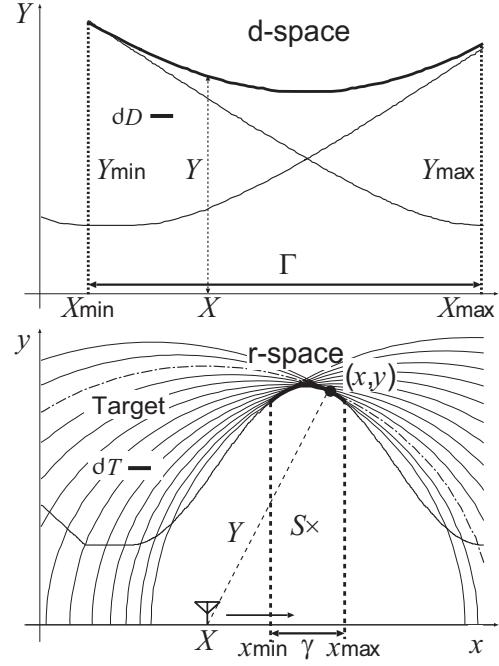 Y
d-space
dD
Ymin
Y
Ymax
Γ
Xmin
X
Xmax
y
r-space
(x,y)
Target
dT
Y
S×
X
xmin
γ
xmax
x